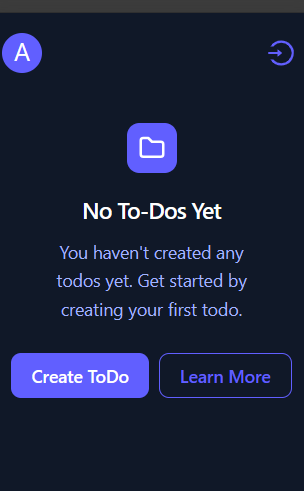 A
No To-Dos Yet
You haven't created any
todos yet. Get started by
creating your first todo.
Create ToDo
Learn More